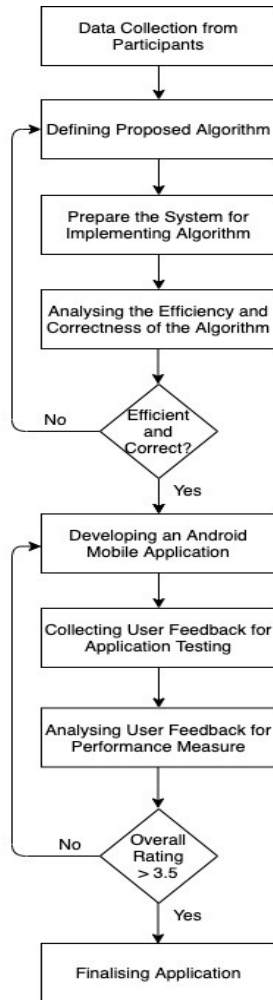 Data Collection from
Participants
Defining Proposed Algorithm
Prepare the System for
Implementing Algorithm
Analysing the Efficiency and
Correctness of the Algorithm
Efficient
and
Correct?
No
Yes
Developing an Android
Mobile Application
Collecting User Feedback for
Application Testing
Analysing User Feedback for
Performance Measure
Overall
Rating
> 3.5
No
Yes
Finalising Application